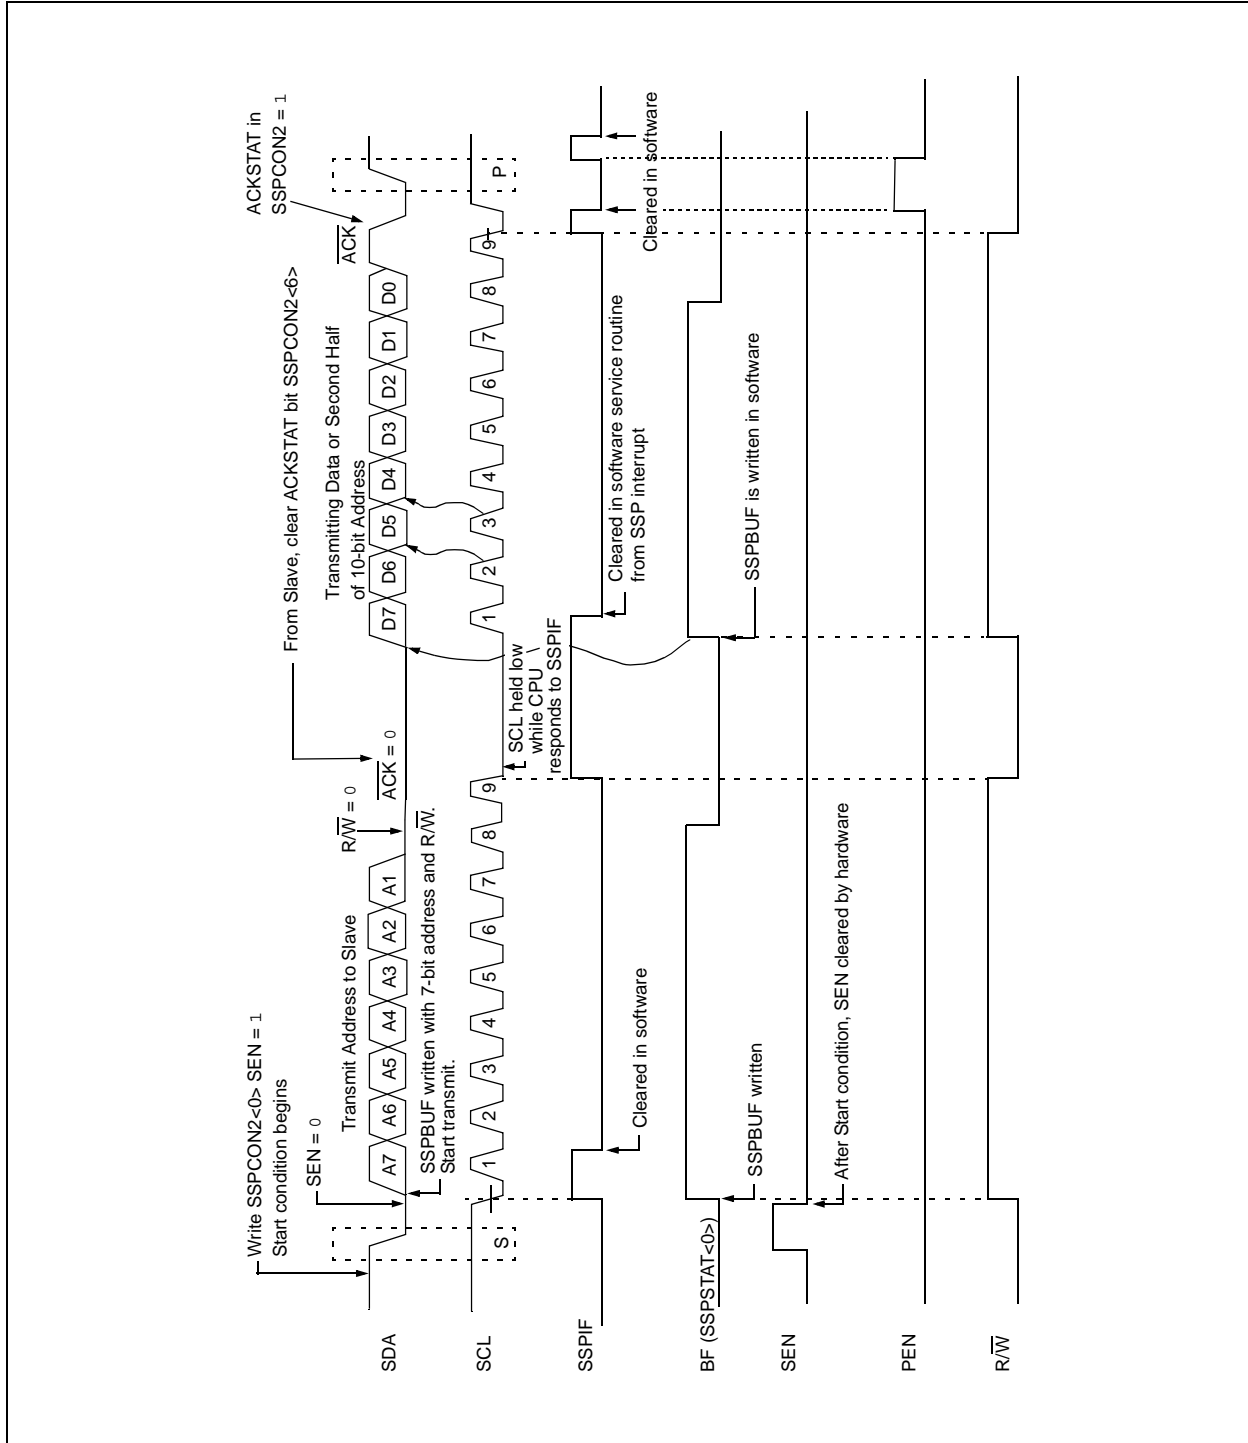 Write SSPCON2<0> SEN = 1
Start condition begins
SEN = 0
Transmit Address to Slave
R/W = 0
From Slave, clear ACKSTAT bit SSPCON2<6>
ACK = 0
Transmitting Data or Second Half
of 10-bit Address
ACKSTAT in
SSPCON2 = 1
ACK
SDA
A7 A6 A5 A4 A3 A2 A1
D7 D6 D5 D4 D3 D2 D1 D0
SSPBUF written with 7-bit address and R/W.
Start transmit.
SCL
S
1 2 3 4 5 6 7 8 9
1 2 3 4 5 6 7 8 9
P
SCL held low
while CPU
responds to SSPIF
SSPIF
Cleared in software
Cleared in software service routine
from SSP interrupt
Cleared in software
BF (SSPSTAT<0>)
SSPBUF written
SSPBUF is written in software
SEN
After Start condition, SEN cleared by hardware
PEN
R/W